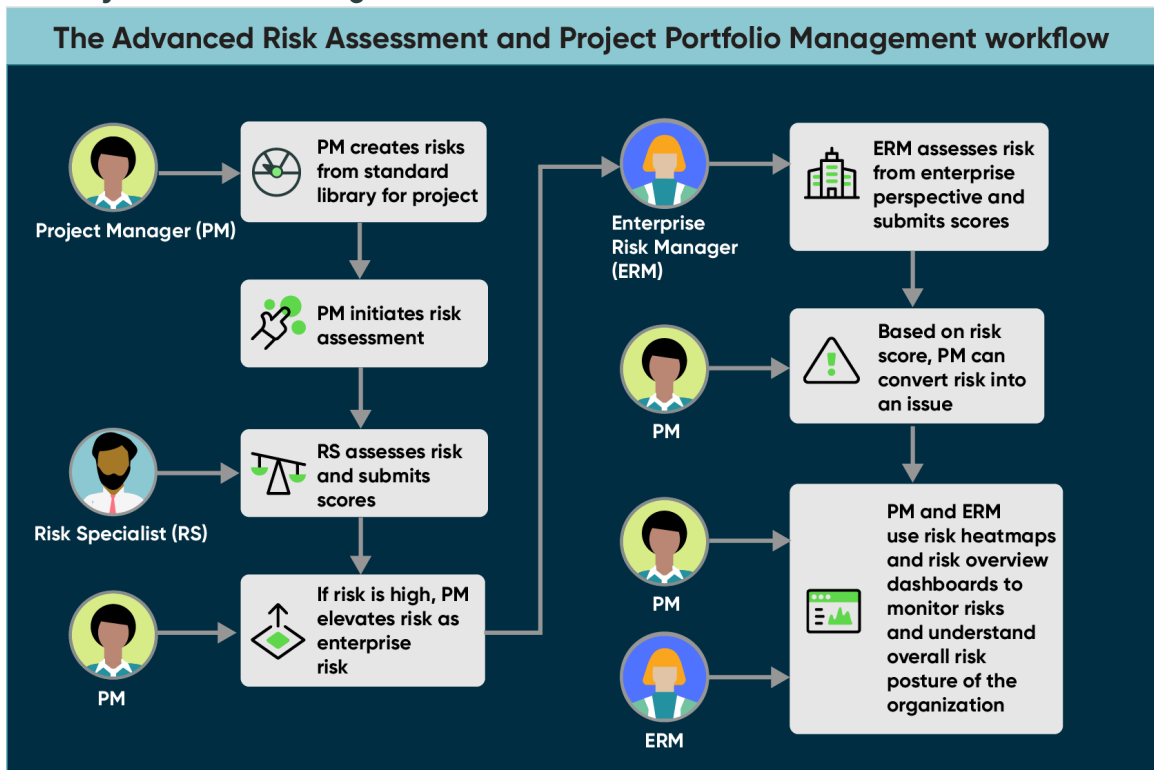 The Advanced Risk Assessment and Project Portfolio Management workflow
Project Manager (PM)
PM creates risks
from standard
library for project
PM initiates risk
assessment
Risk Specialist (RS)
RS assesses risk
and submits
scores
PM
If risk is high, PM
elevates risk as
enterprise
risk
Enterprise
Risk Manager
(ERM)
ERM assesses risk
from enterprise
perspective and
submits scores
PM
Based on risk
score, PM can
convert risk into
an issue
PM
ERM
PM and ERM
use risk heatmaps
and risk overview
dashboards to
monitor risks
and understand
overall risk
posture of the
organization